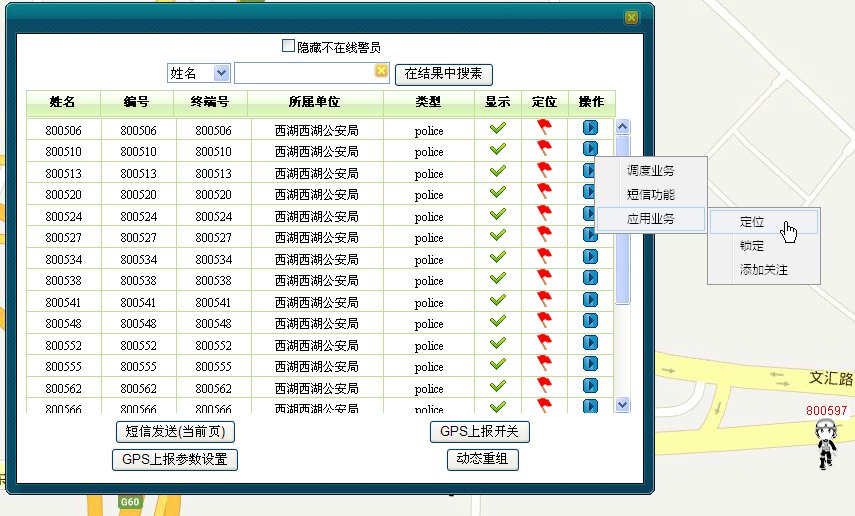 隐藏不在线警员
姓名 在结果中搜素
姓名 编号 终端号 所属单位 类型 显示 定位 操作
800506 800506 800506 西湖西湖公安局 police
800510 800510 800510 西湖西湖公安局 police
800513 800513 800513 西湖西湖公安局 police
800520 800520 800520 西湖西湖公安局 police
800524 800524 800524 西湖西湖公安局 police
800527 800527 800527 西湖西湖公安局 police
800534 800534 800534 西湖西湖公安局 police
800538 800538 800538 西湖西湖公安局 police
800541 800541 800541 西湖西湖公安局 police
800548 800548 800548 西湖西湖公安局 police
800552 800552 800552 西湖西湖公安局 police
800555 800555 800555 西湖西湖公安局 police
800562 800562 800562 西湖西湖公安局 police
800566 800566 800566 西湖西湖公安局 police
调度业务
短信功能
应用业务
定位
锁定
添加关注
短信发送(当前页) GPS上报开关
GPS上报参数设置 动态重组
文汇路
800597
G60